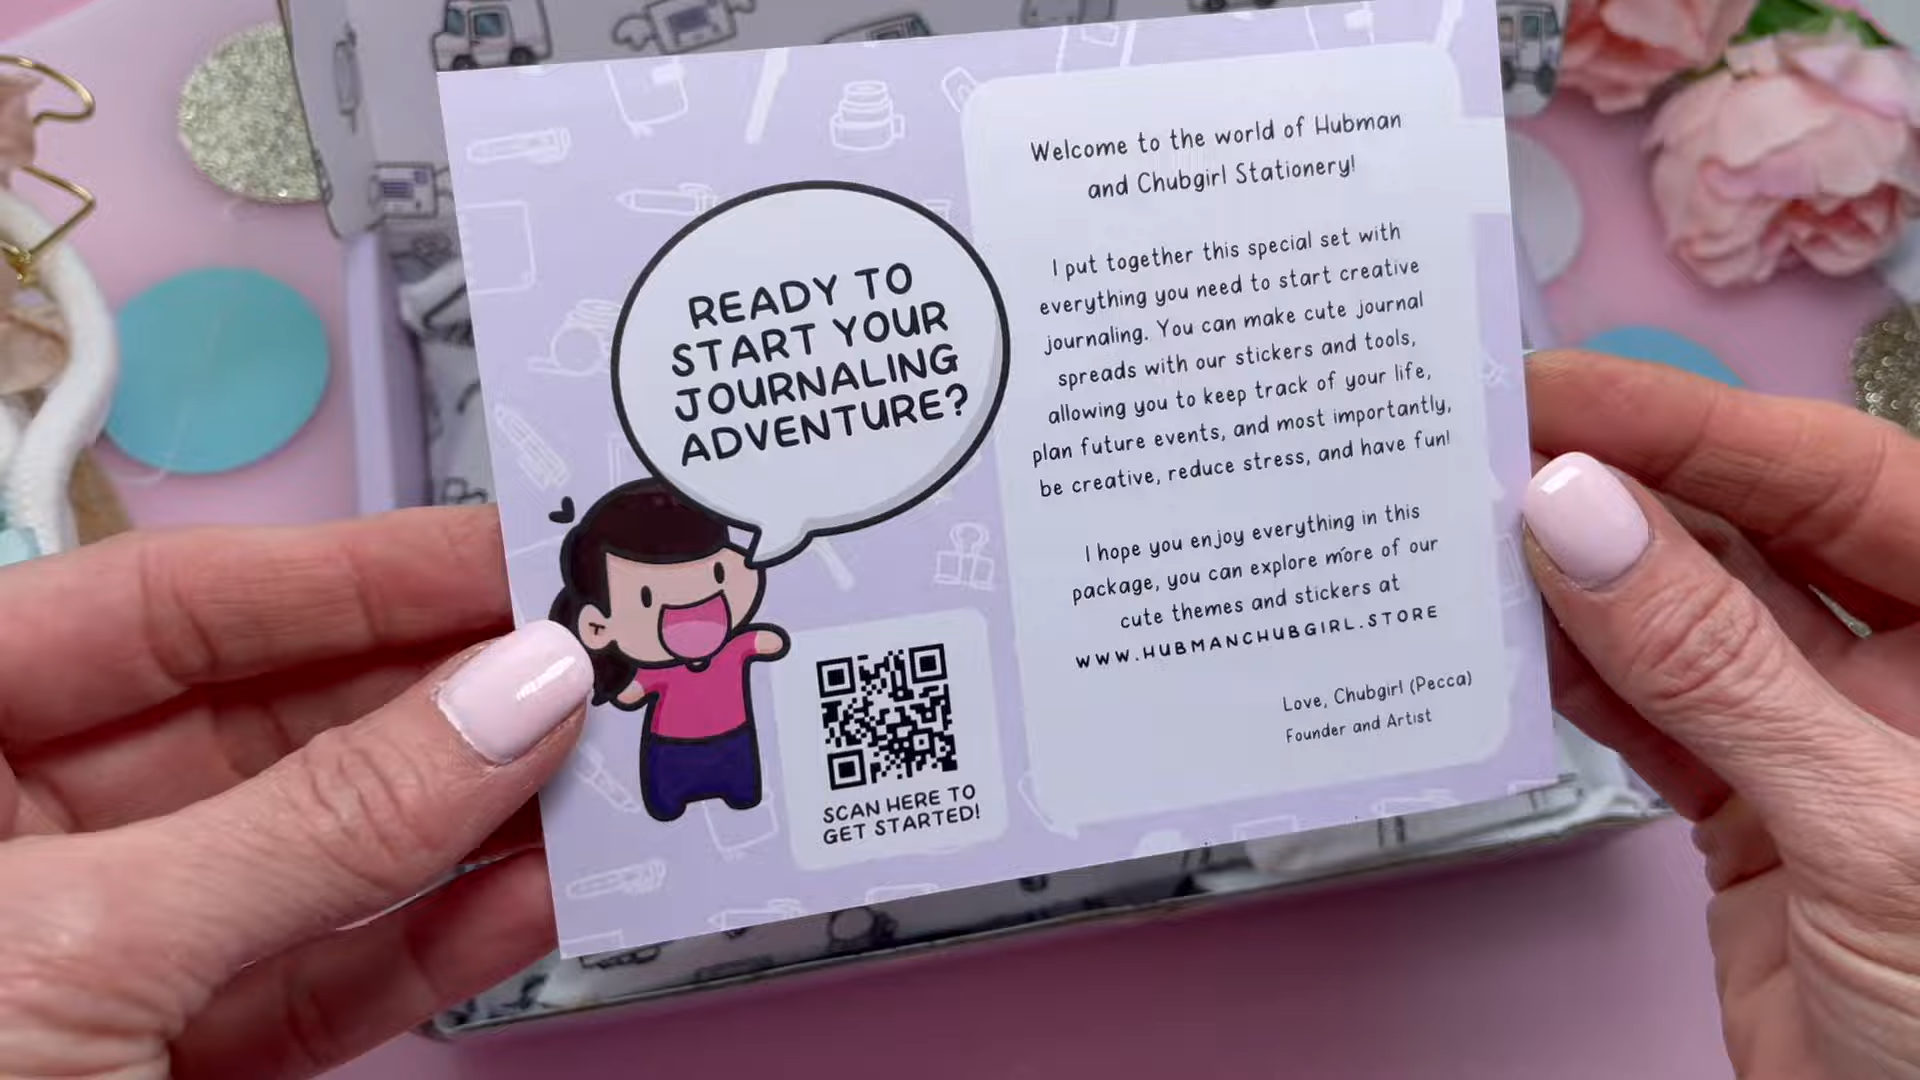 READY TO
START YOUR
JOURNALING
ADVENTURE?
SCAN HERE TO
GET STARTED!
Welcome to the world of Hubman
and Chubgirl Stationery!
I put together this special set with
everything you need to start creative
journaling. You can make cute journal
spreads with our stickers and tools,
allowing you to keep track of your life,
plan future events, and most importantly,
be creative, reduce stress, and have fun!
I hope you enjoy everything in this
package, you can explore more of our
cute themes and stickers at
WWW.HUBMANCHUBGIRL.STORE
Love, Chubgirl (Pecca)
Founder and Artist